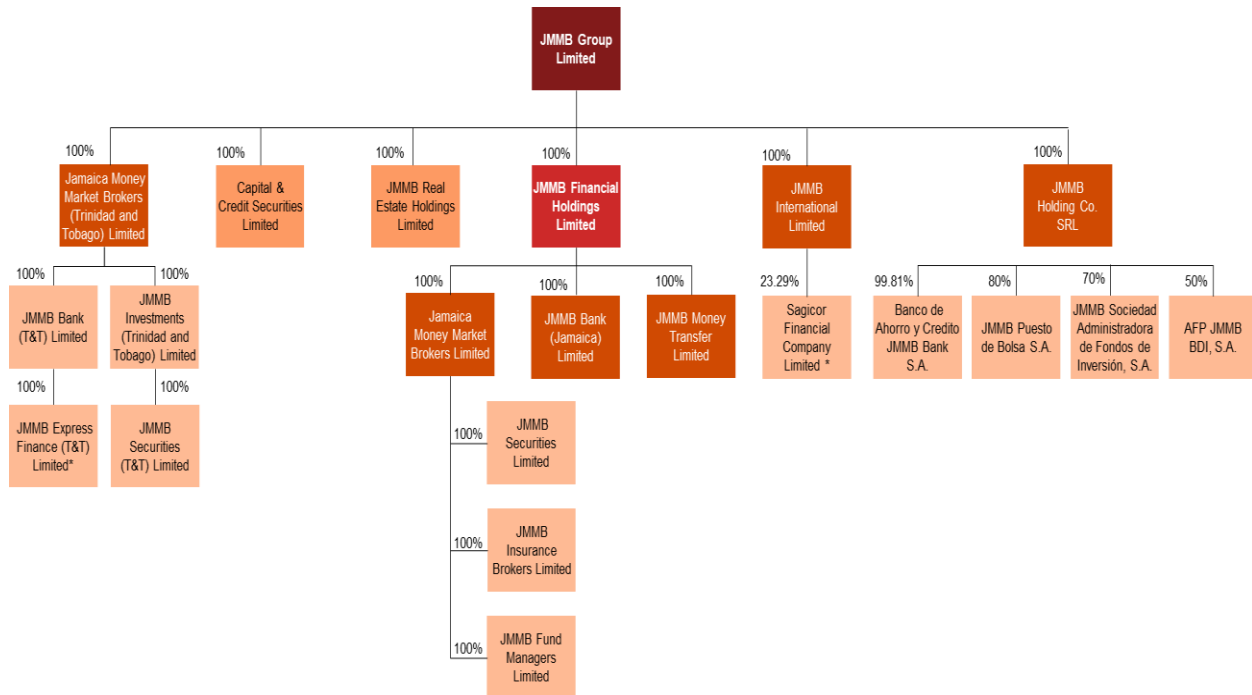 JMMB Group
Limited
100%
Jamaica Money
Market Brokers
(Trinidad and
Tobago) Limited
100%
Capital &
Credit Securities
Limited
100%
JMMB Real
Estate Holdings
Limited
100%
JMMB Financial
Holdings
Limited
100%
JMMB
International
Limited
100%
JMMB
Holding Co.
SRL
100%
JMMB Bank
(T&T) Limited
100%
JMMB
Investments
(Trinidad and
Tobago) Limited
100%
Jamaica
Money Market
Brokers Limited
100%
JMMB Bank
(Jamaica)
Limited
100%
JMMB Money
Transfer
Limited
23.29%
Sagicor
Financial
Company
Limited *
99.81%
Banco de
Ahorro y Credito
JMMB Bank
S.A.
80%
JMMB Puesto
de Bolsa S.A.
70%
JMMB Sociedad
Administradora
de Fondos de
Inversión, S.A.
50%
AFP JMMB
BDI, S.A.
JMMB Express
Finance (T&T)
Limited*
JMMB
Securities
(T&T) Limited
100%
JMMB
Securities
Limited
100%
JMMB
Insurance
Brokers Limited
100%
JMMB Fund
Managers
Limited
100%
100%